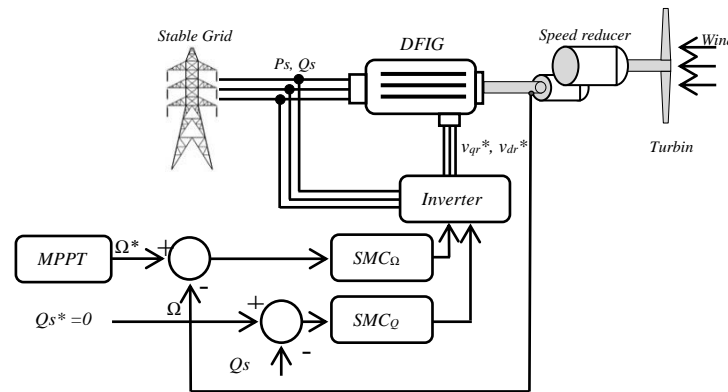 Stable Grid
Ps, Qs
DFIG
Speed reducer
Wind
Turbin
vqr*, vdr*
Inverter
MPPT
Ω*
+
-
SMCΩ
Ω
Qs* =0
+
-
SMCQ
Qs